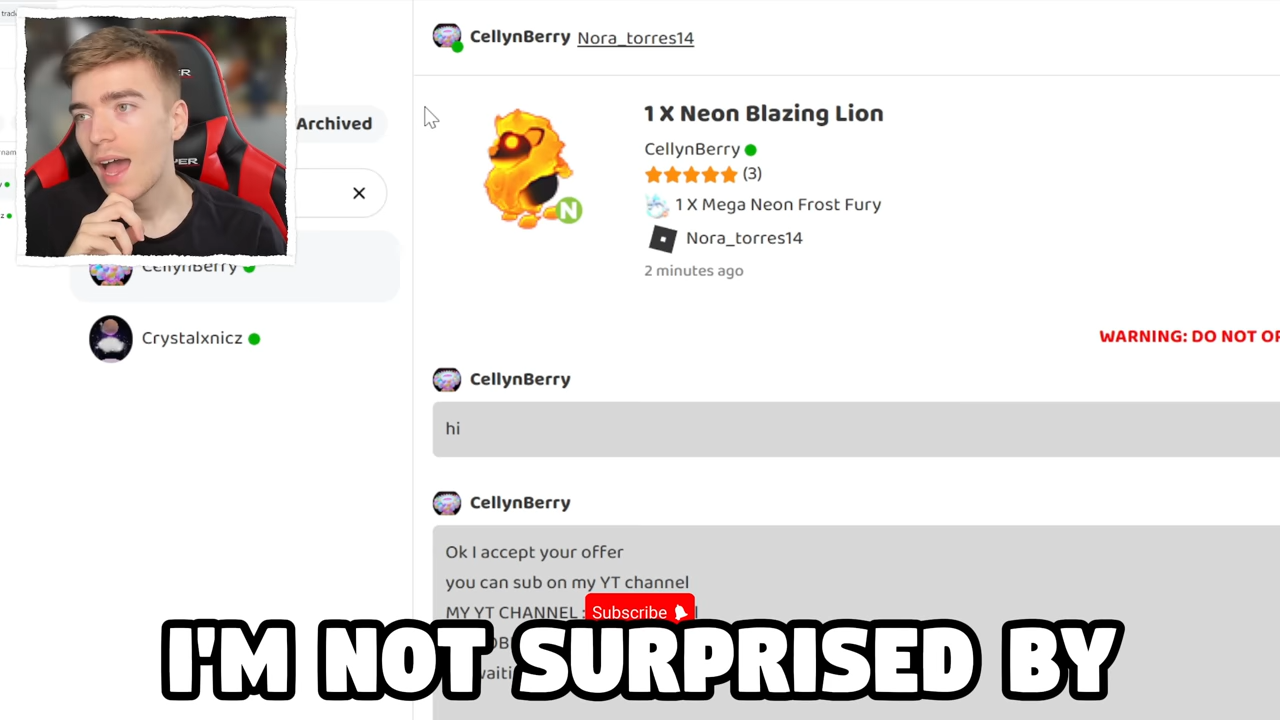 trade
CellynBerry Nora_torres14
Archived
1 X Neon Blazing Lion
CellynBerry
(3)
1 X Mega Neon Frost Fury
N
Nora_torres14
2 minutes ago
CellynBerry
Crystalxnicz
WARNING: DO NOT
CellynBerry
hi
CellynBerry
Ok I accept your offer
you can sub on my YT channel
MY YT CHANNEL :
Subscribe
I'M NOT SURPRISED BY